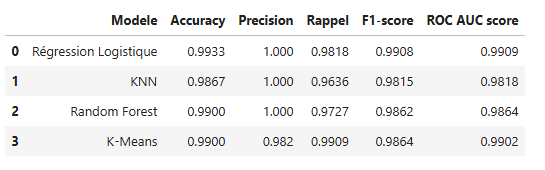 Modele Accuracy Precision Rappel F1-score ROC AUC score
0 Régression Logistique 0.9933 1.000 0.9818 0.9908 0.9909
1 KNN 0.9867 1.000 0.9636 0.9815 0.9818
2 Random Forest 0.9900 1.000 0.9727 0.9862 0.9864
3 K-Means 0.9900 0.982 0.9909 0.9864 0.9902